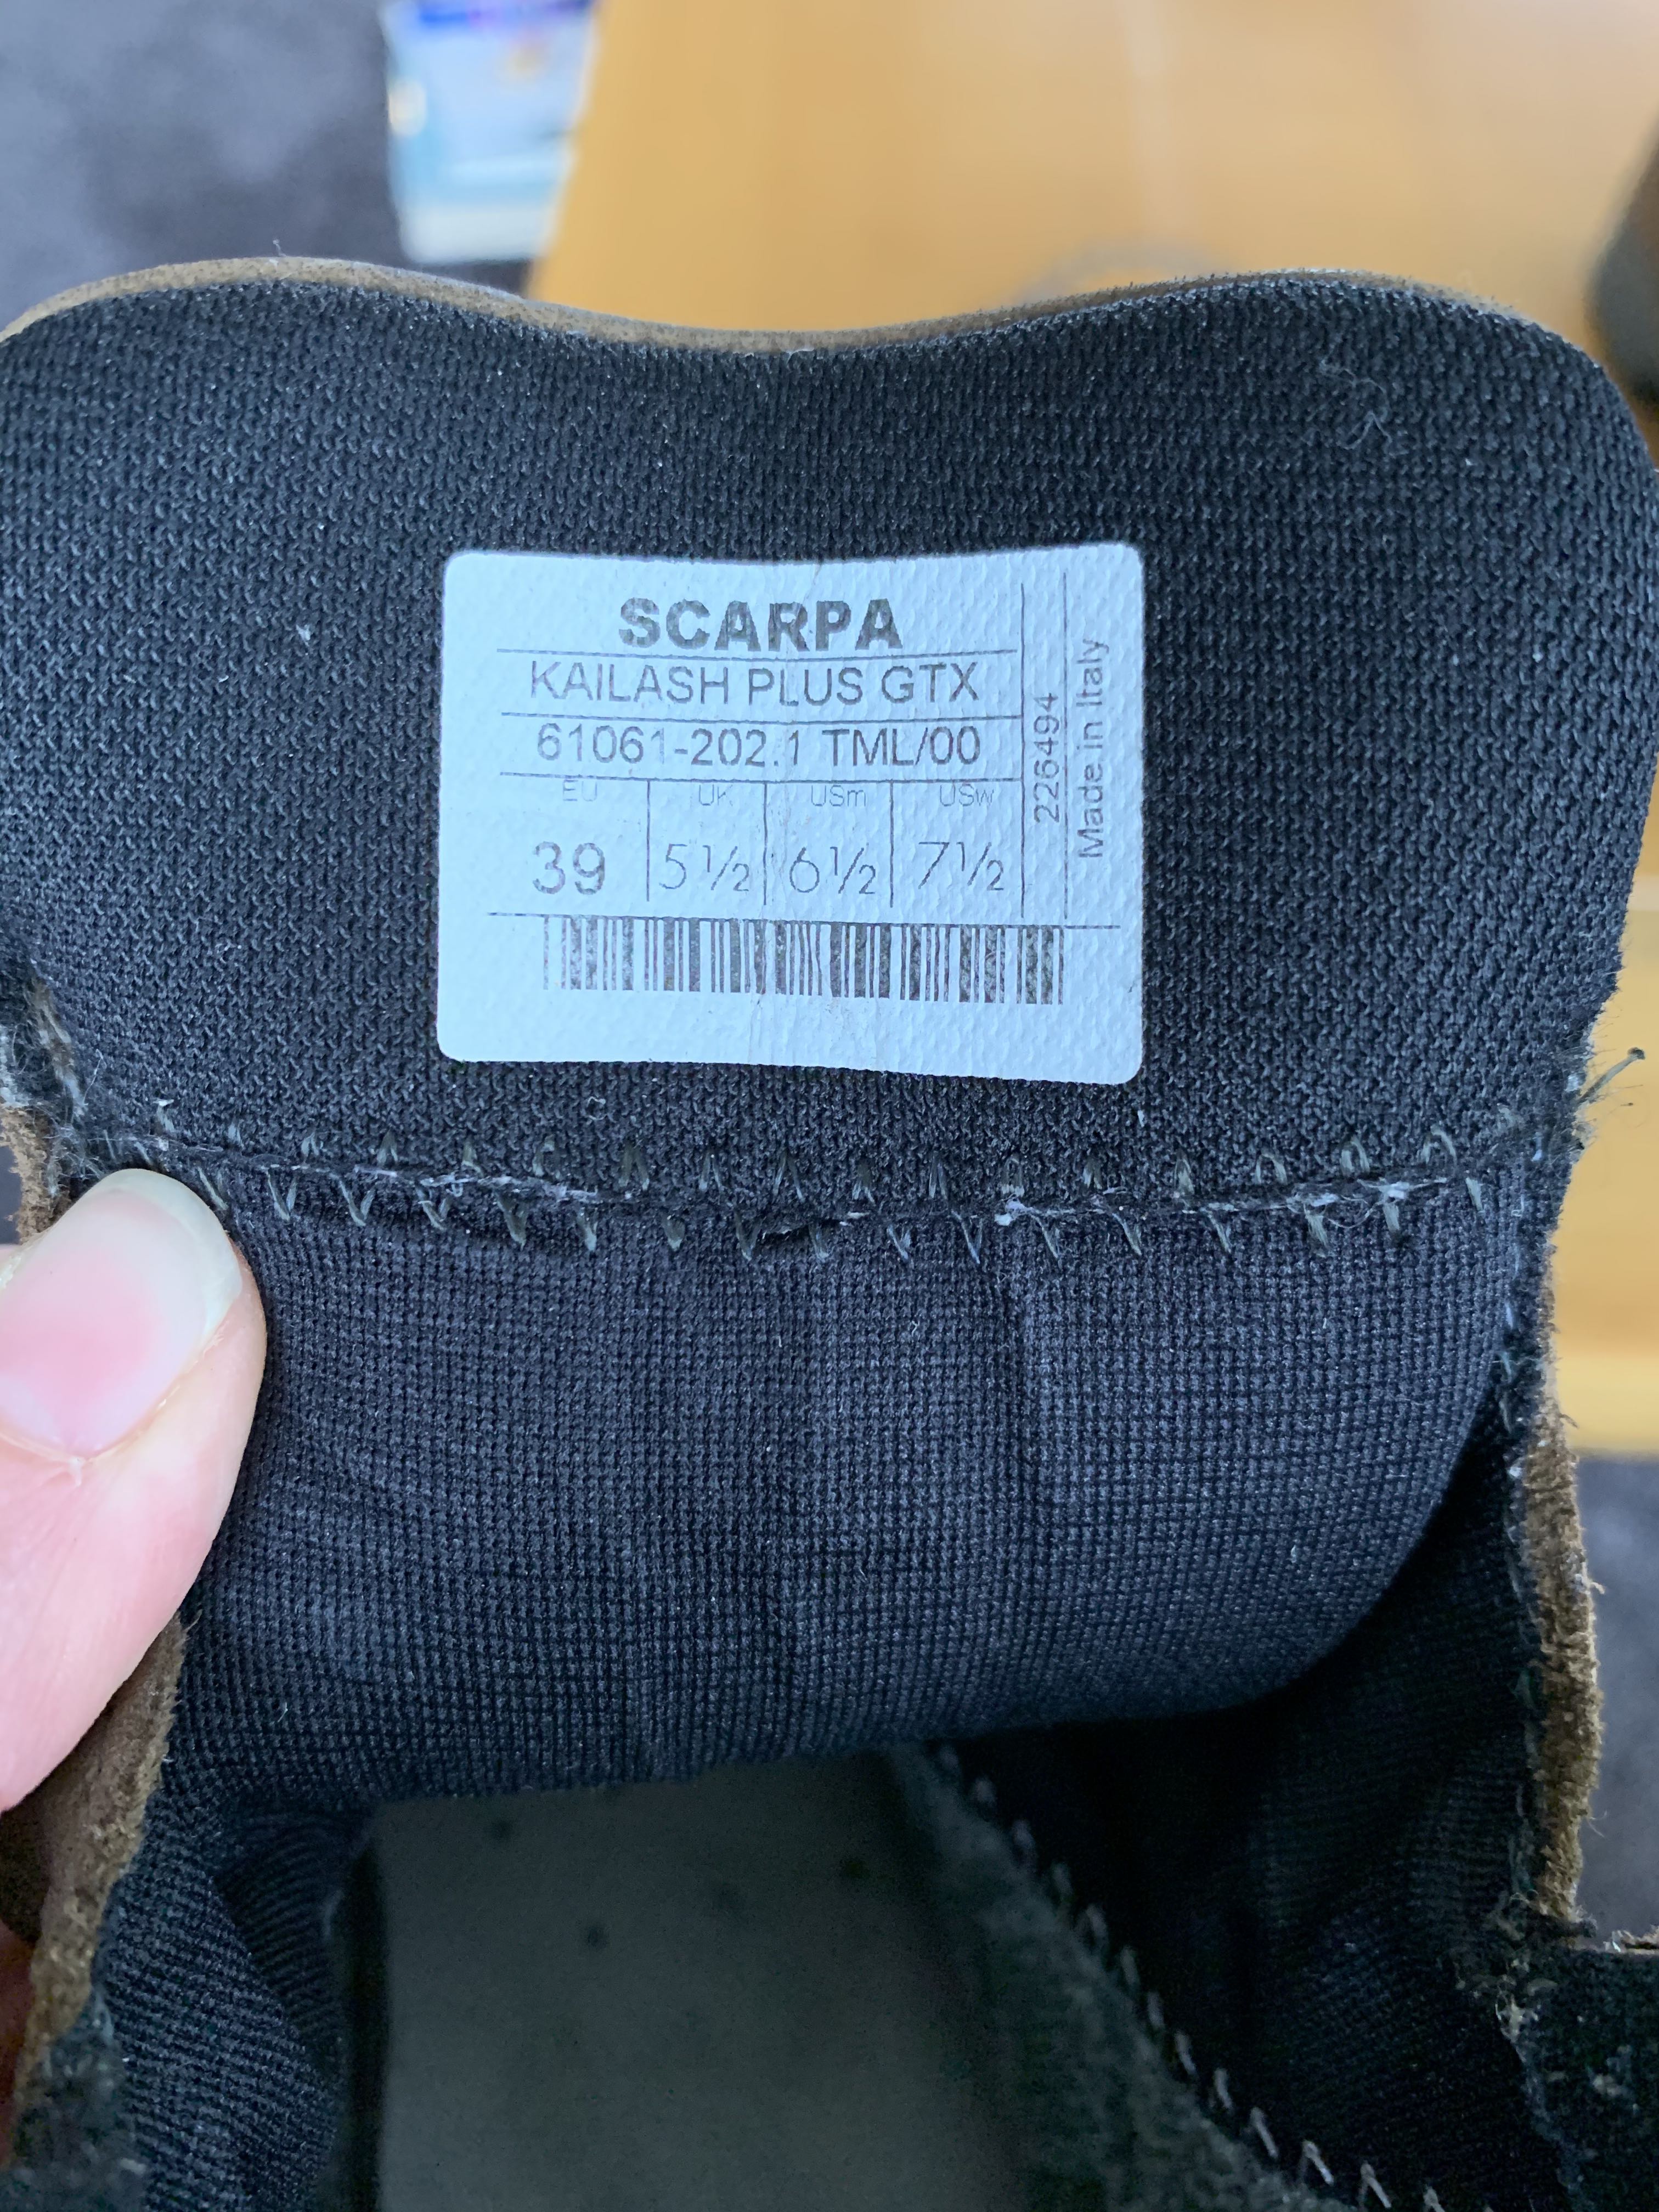 SCARPA
KAILASH PLUS GTX
61061-202.1 TML/00
EU UK USm USw
39 5½ 6½ 7½
226494
Made in Italy